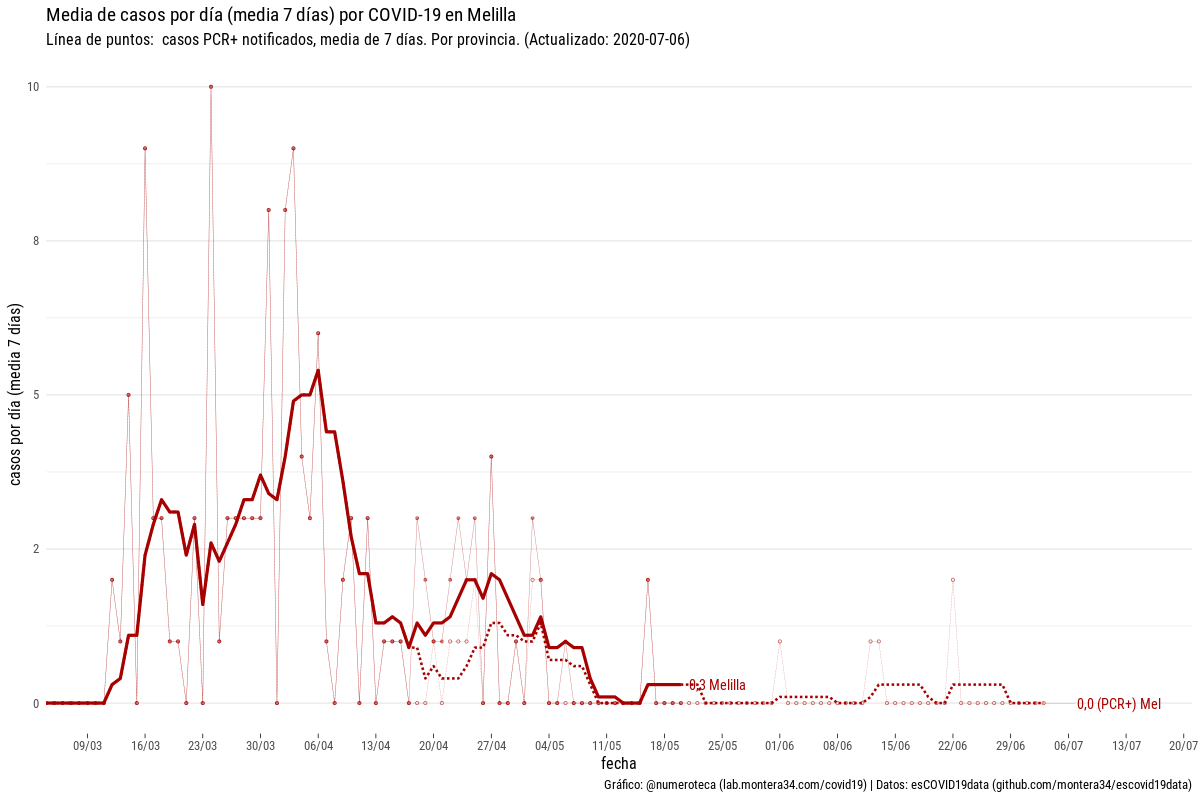 Media de casos por día (media 7 días) por COVID-19 en Melilla
Línea de puntos:  casos PCR+ notificados, media de 7 días. Por provincia. (Actualizado: 2020-07-06)
casos por día (media 7 días)
10
8
5
2
0
0,3 Melilla
0,0 (PCR+) Mel
09/03 16/03 23/03 30/03 06/04 13/04 20/04 27/04 04/05 11/05 18/05 25/05 01/06 08/06 15/06 22/06 29/06 06/07 13/07 20/07
fecha
Gráfico: @numeroteca (lab.montera34.com/covid19) | Datos: esCOVID19data (github.com/montera34/escovid19data)